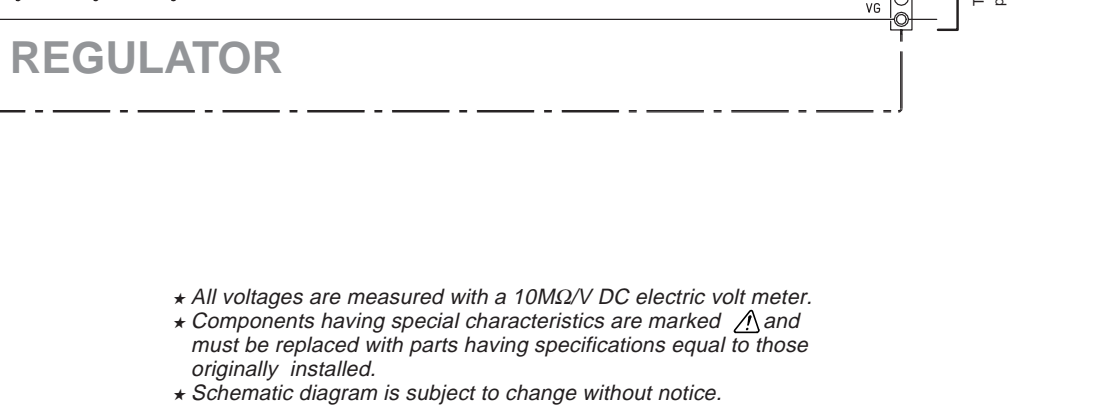 VG
REGULATOR
★ All voltages are measured with a 10MΩ/V DC electric volt meter.
★ Components having special characteristics are marked ⚠ and
must be replaced with parts having specifications equal to those
originally installed.
★ Schematic diagram is subject to change without notice.